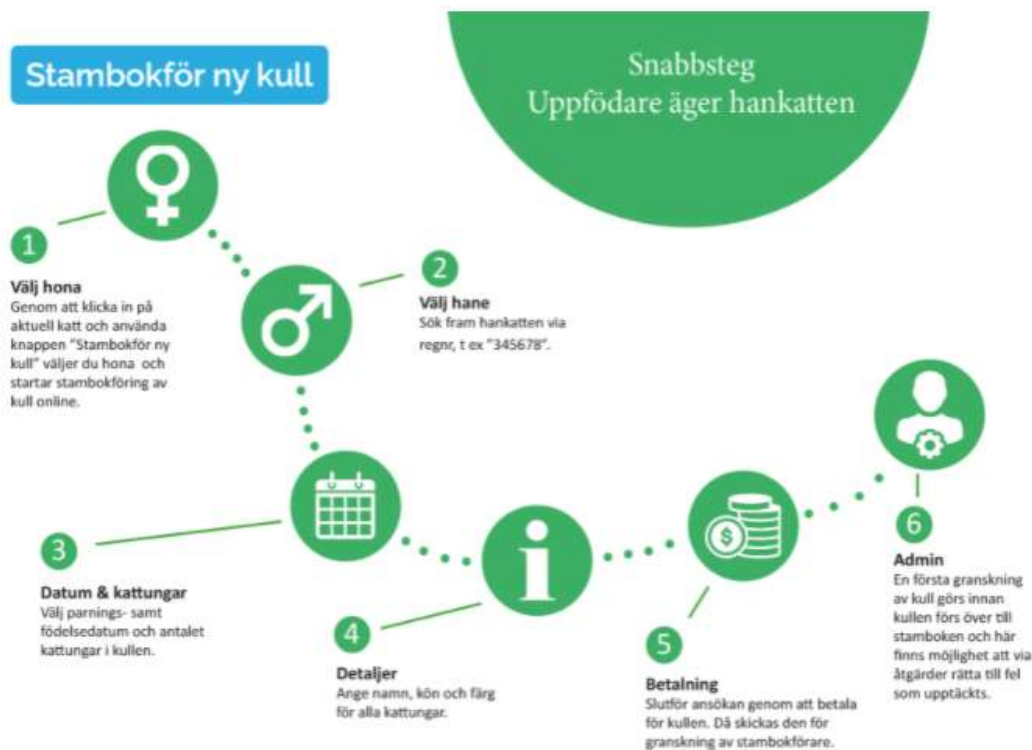 Stambokför ny kull
Snabbsteg
Uppfödare äger hankatten
1
Välj hona
Genom att klicka in på
aktuell katt och använda
knappen "Stambokför ny
kull" väljer du hona och
startar stambokföring av
kull online.
2
Välj hane
Sök fram hankatten via
regnr, t ex "345678".
3
Datum & kattungar
Välj parnings- samt
födelsedatum och antalet
kattungar i kullen.
4
Detaljer
Ange namn, kön och färg
för alla kattungar.
$
5
Betalning
Slutför ansökan genom att betala
för kullen. Då skickas den för
granskning av stambokförare.
6
Admin
En första granskning
av kull görs innan
kullen förs över till
stamboken och här
finns möjlighet att via
åtgärder rätta till fel
som upptäckts.